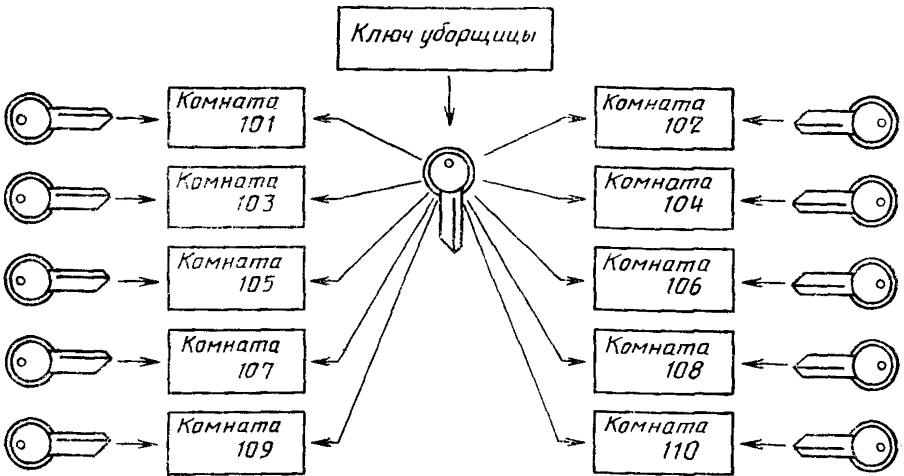 Ключ уборщицы
Комната
101
Комната
102
Комната
103
Комната
104
Комната
105
Комната
106
Комната
107
Комната
108
Комната
109
Комната
110